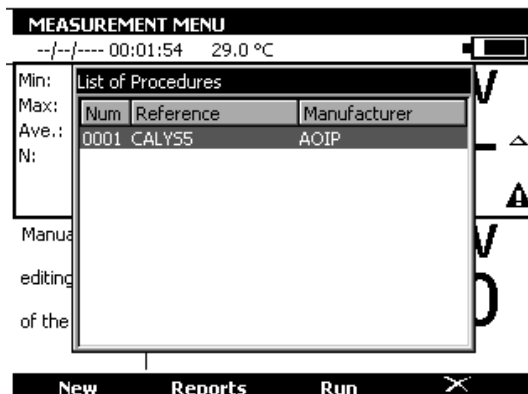 MEASUREMENT MENU
--/--/---- 00:01:54 29.0 °C
Min:
Max:
Ave.:
N:
List of Procedures
Num Reference Manufacturer
0001 CALYS5 AOIP
V
V
0
Manua
editing
of the
New Reports Run